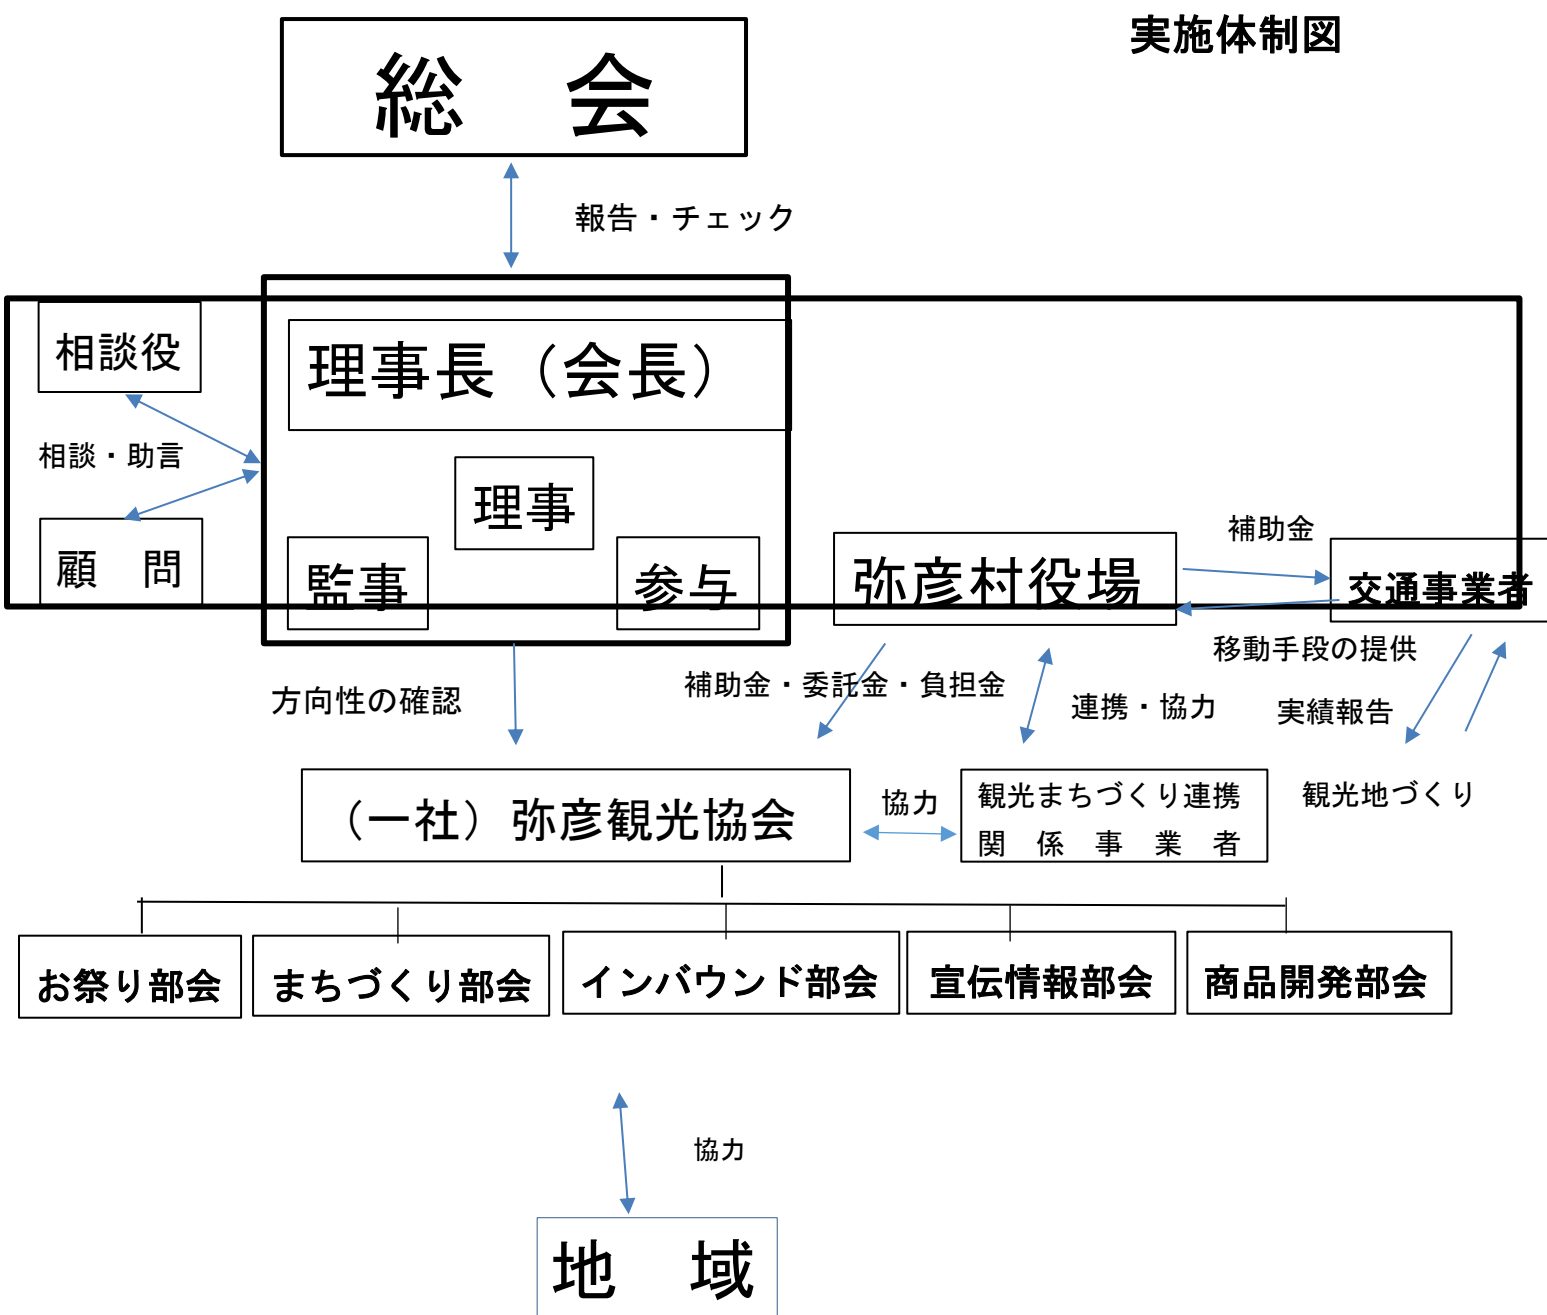 実施体制図
総　会
報告・チェック
相談役
理事長（会長）
相談・助言
理事
顧　問
監事
参与
弥彦村役場
補助金
交通事業者
移動手段の提供
方向性の確認
補助金・委託金・負担金
連携・協力
実績報告
（一社）弥彦観光協会
協力
観光まちづくり連携
関　係　事　業　者
観光地づくり
お祭り部会
まちづくり部会
インバウンド部会
宣伝情報部会
商品開発部会
協力
地　域